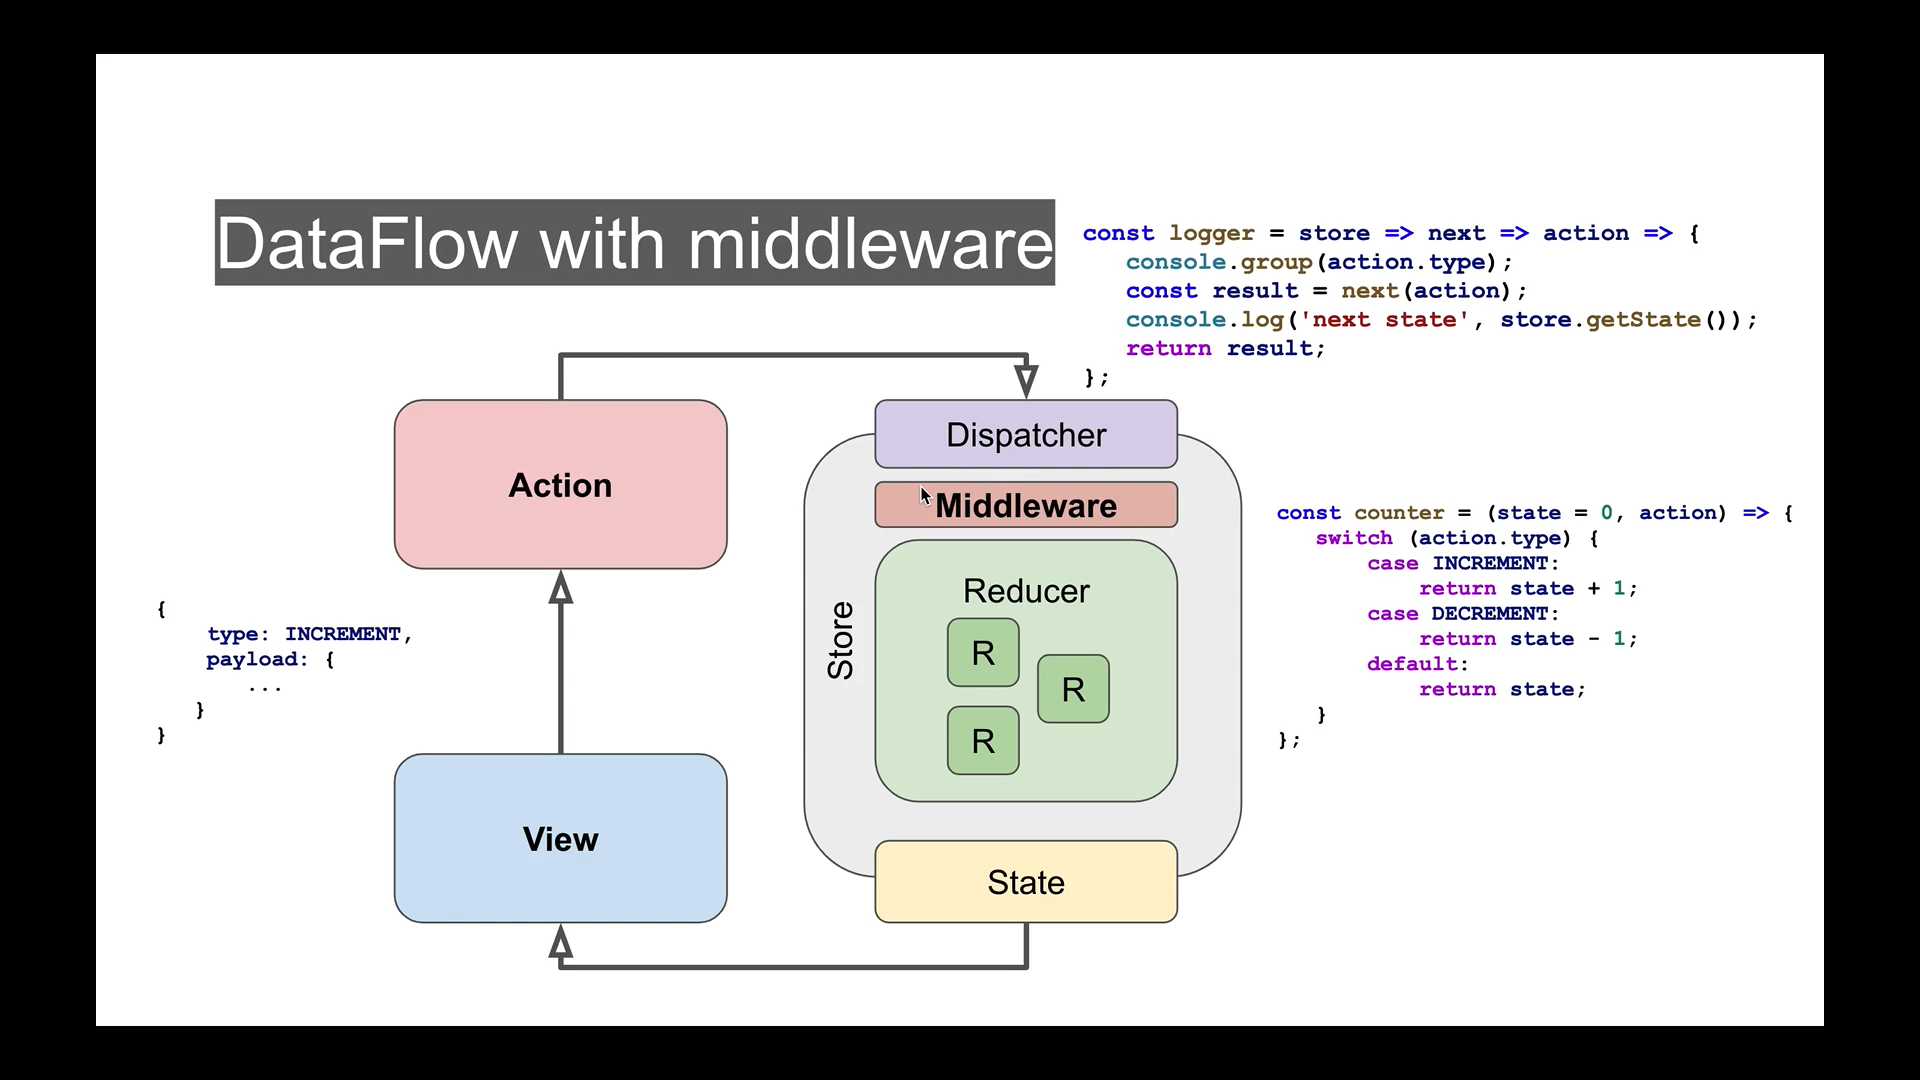 DataFlow with middleware
const logger = store => next => action => {
console.group(action.type);
const result = next(action);
console.log('next state', store.getState());
return result;
};
Action
Dispatcher
Middleware
Store
Reducer
R
R
R
State
View
{
type: INCREMENT,
payload: {
...
}
}
const counter = (state = 0, action) => {
switch (action.type) {
case INCREMENT:
return state + 1;
case DECREMENT:
return state - 1;
default:
return state;
}
};